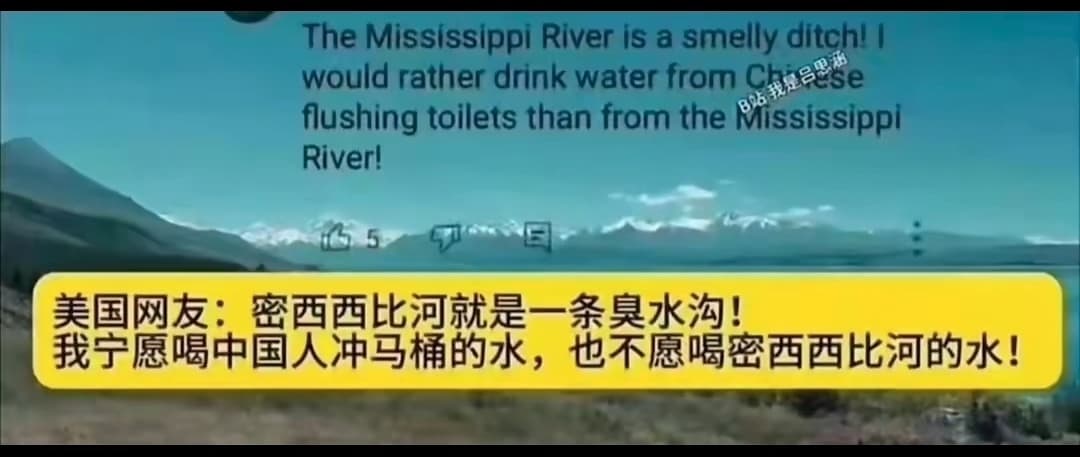 The Mississippi River is a smelly ditch! I
would rather drink water from Chinese
flushing toilets than from the Mississippi
River!
B站 我是吕思涵
5
美国网友：密西西比河就是一条臭水沟！
我宁愿喝中国人冲马桶的水，也不愿喝密西西比河的水！